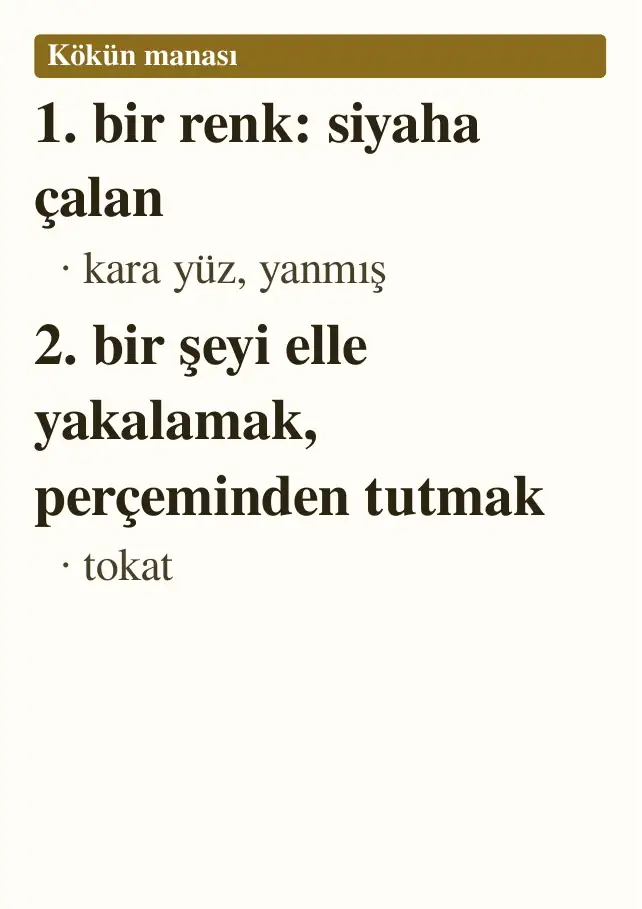 Kökün manası
1. bir renk: siyaha
çalan
· kara yüz, yanmış
2. bir şeyi elle
yakalamak,
perçeminden tutmak
· tokat